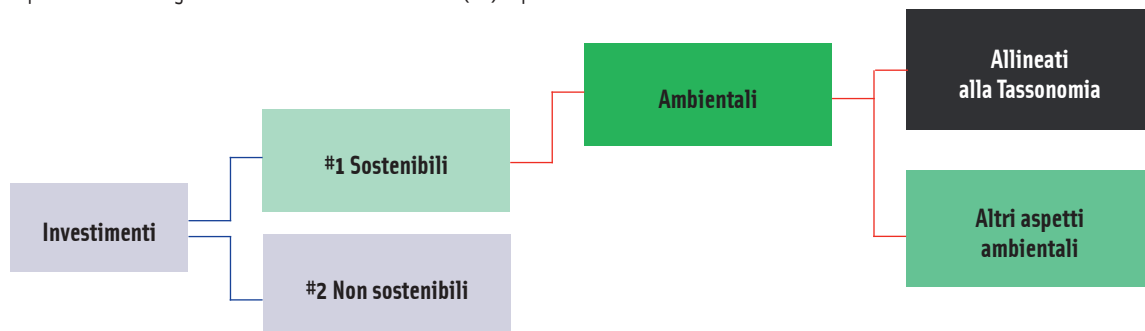 Investimenti
#1 Sostenibili
#2 Non sostenibili
Ambientali
Allineati
alla Tassonomia
Altri aspetti
ambientali